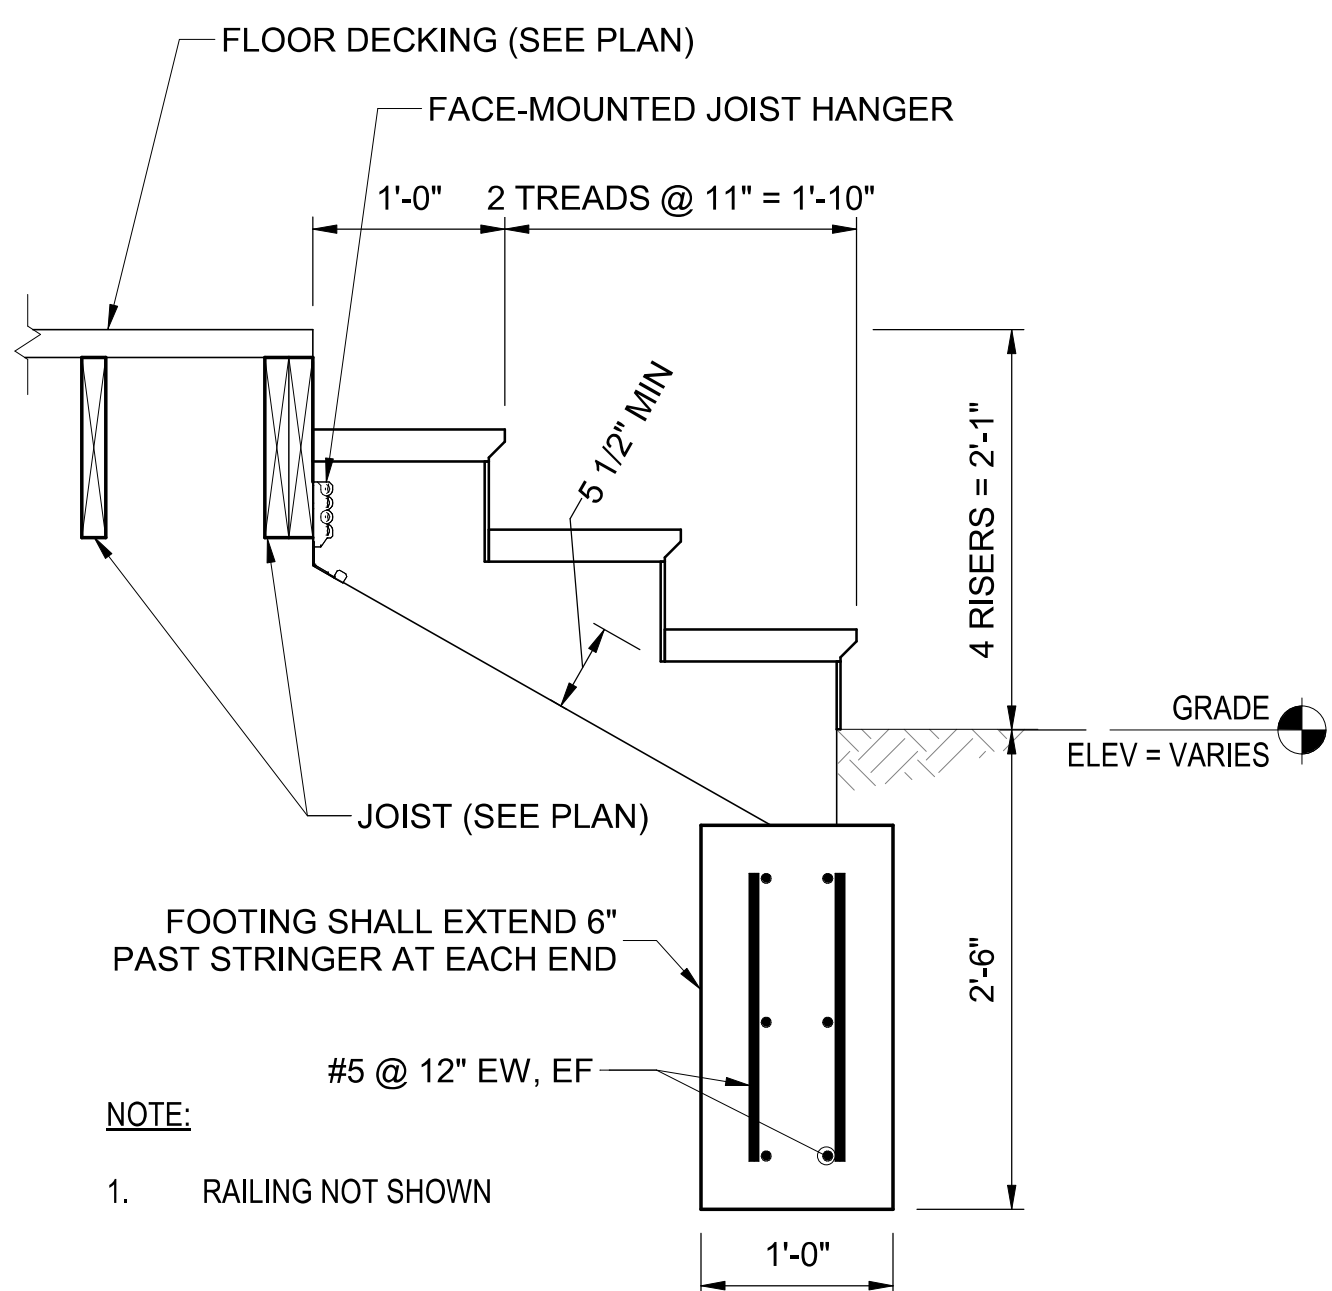 FLOOR DECKING (SEE PLAN)
FACE-MOUNTED JOIST HANGER
1'-0"
2 TREADS @ 11" = 1'-10"
5 1/2" MIN
4 RISERS = 2'-1"
GRADE
ELEV = VARIES
JOIST (SEE PLAN)
FOOTING SHALL EXTEND 6"
PAST STRINGER AT EACH END
2'-6"
#5 @ 12" EW, EF
NOTE:
1. RAILING NOT SHOWN
1'-0"